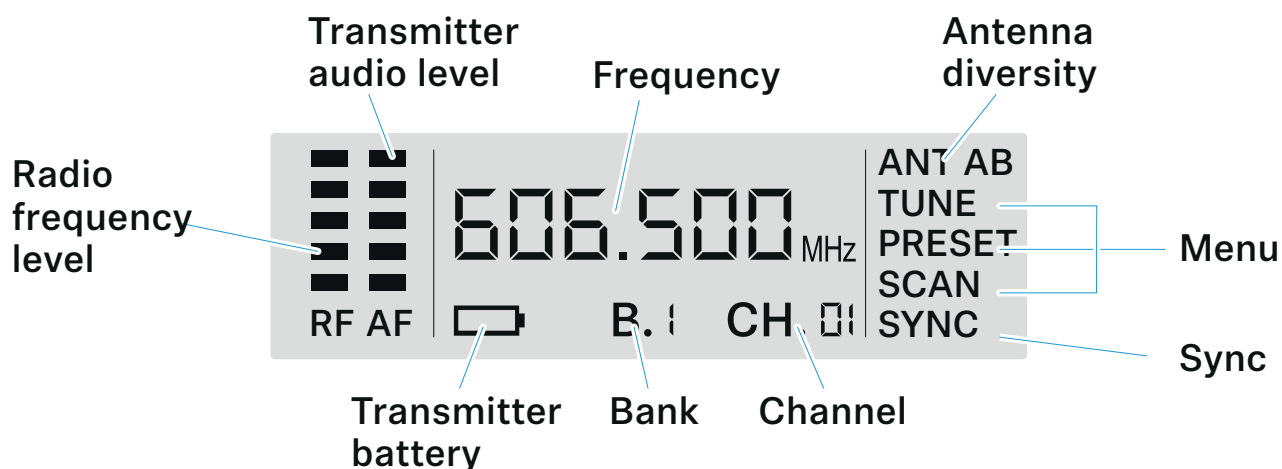 Transmitter
audio level
Frequency
Antenna
diversity
Radio
frequency
level
ANT AB
TUNE
606.500 MHz
PRESET
SCAN
RF AF
B.1
CH. 01
SYNC
Menu
Sync
Transmitter
battery
Bank
Channel